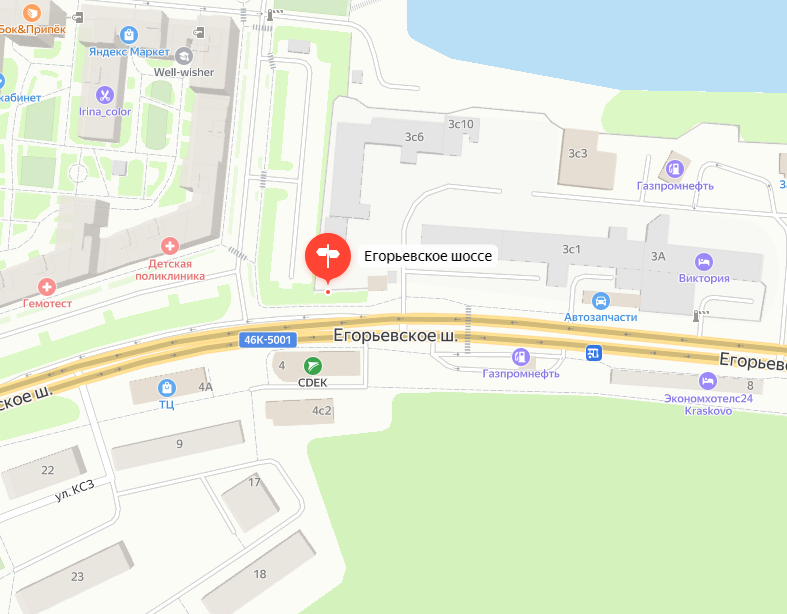 Бок&Припёк
Яндекс Маркет
Well-wisher
кабинет
Irina_color
3с6
3с10
3с3
Газпромнефть
За
Егорьевское шоссе
3с1
3А
Виктория
Детская
поликлиника
Гемотест
Автозапчасти
46К-5001
Егорьевское ш.
Егорьевс
4
CDEK
Газпромнефть
ское ш.
4А
ТЦ
8
Экономхотелс24
Kraskovo
4с2
9
22
ул. КСЗ
17
23
18